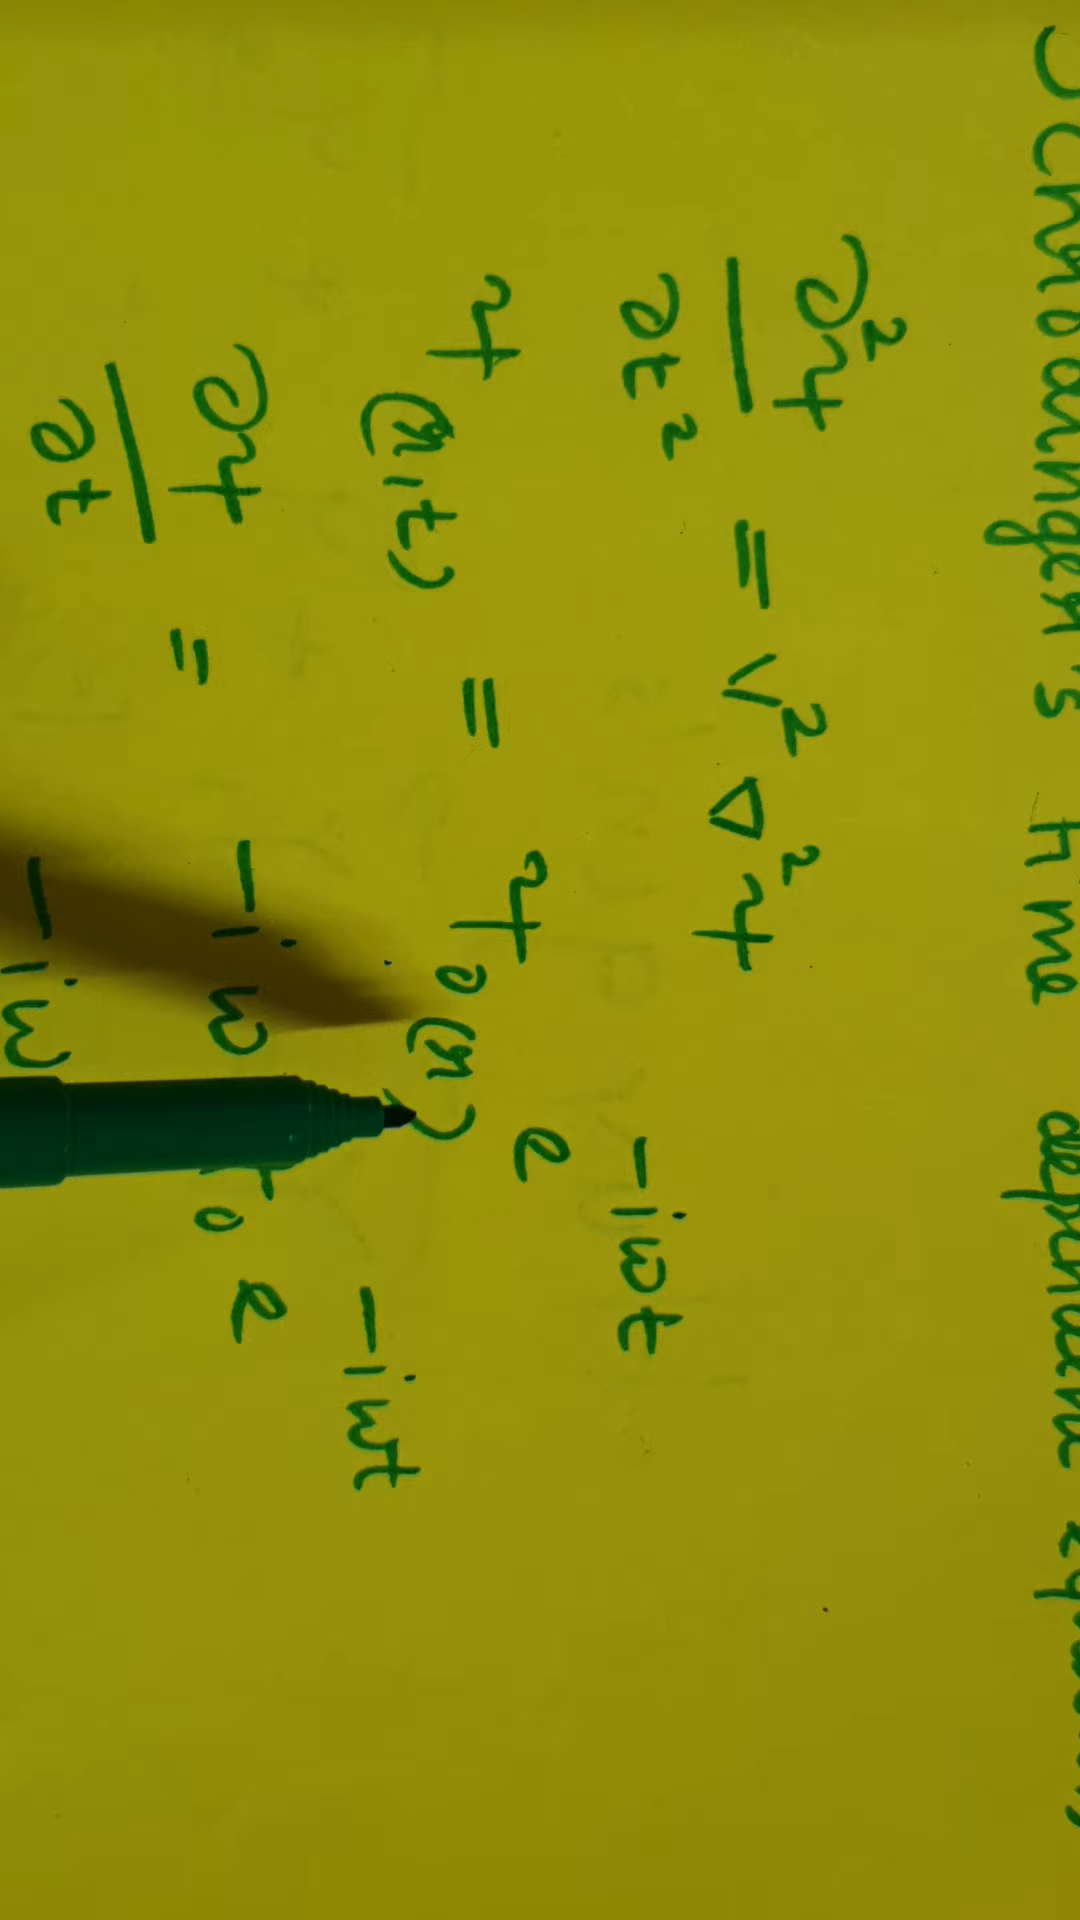 Schrodinger's time dependent equation
∂²ψ/∂t² = v² ∇²ψ
ψ(r,t) = ψ₀(r) e^-iωt
∂ψ/∂t = -iω ψ₀ e^-iωt
-iω